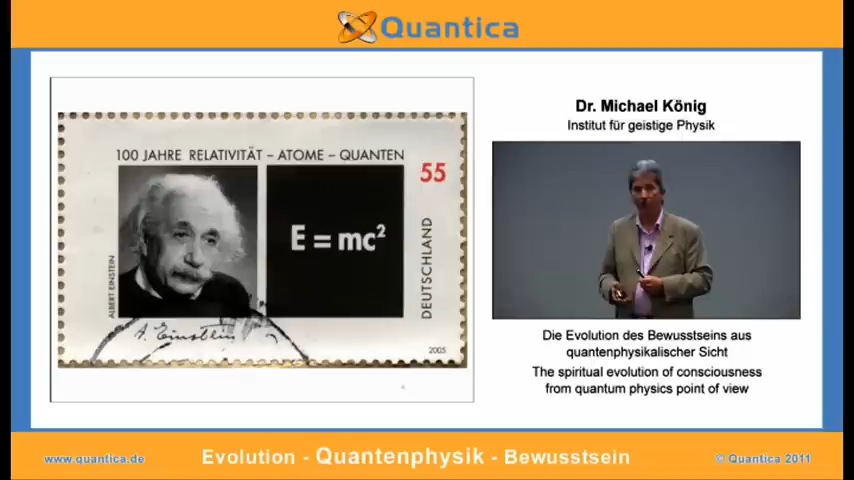 Quantica
100 JAHRE RELATIVITÄT – ATOME – QUANTEN
55
E = mc²
ALBERT EINSTEIN
DEUTSCHLAND
A. Einstein
2005
Dr. Michael König
Institut für geistige Physik
Die Evolution des Bewusstseins aus
quantenphysikalischer Sicht
The spiritual evolution of consciousness
from quantum physics point of view
www.quantica.de
Evolution - Quantenphysik - Bewusstsein
© Quantica 2011